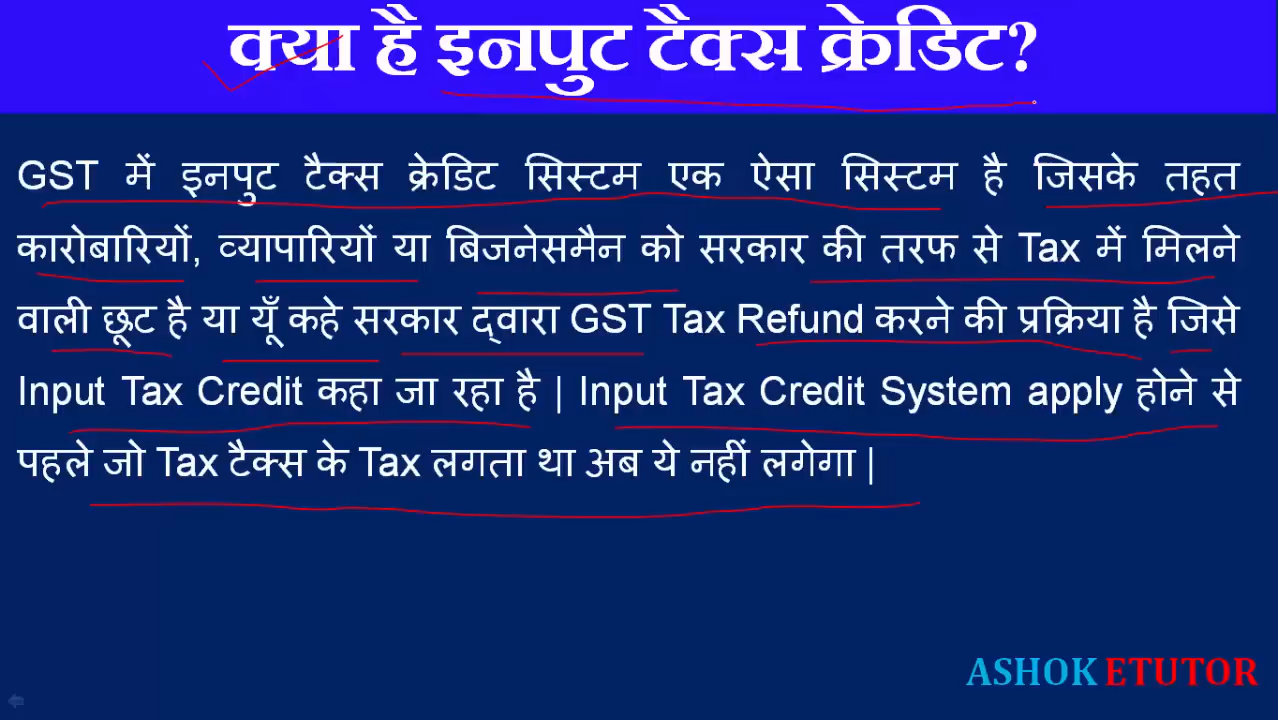 क्या है इनपुट टैक्स क्रेडिट?
GST में इनपुट टैक्स क्रेडिट सिस्टम एक ऐसा सिस्टम है जिसके तहत
कारोबारियों, व्यापारियों या बिजनेसमैन को सरकार की तरफ से Tax में मिलने
वाली छूट है या यूँ कहे सरकार द्वारा GST Tax Refund करने की प्रक्रिया है जिसे
Input Tax Credit कहा जा रहा है | Input Tax Credit System apply होने से
पहले जो Tax टैक्स के Tax लगता था अब ये नहीं लगेगा |
ASHOK ETUTOR